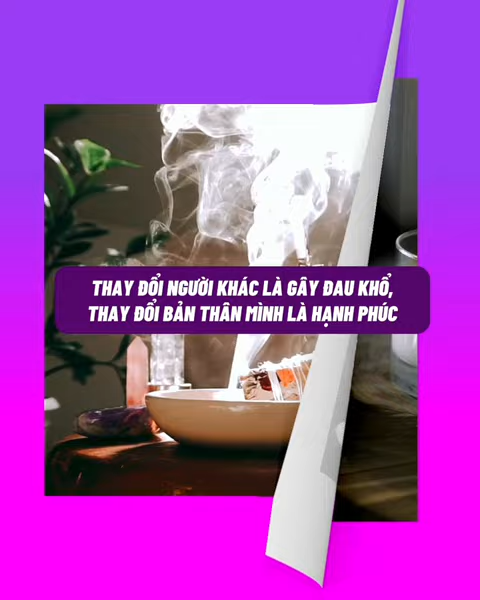 THAY ĐỔI NGƯỜI KHÁC LÀ GÂY ĐAU KHỔ,
THAY ĐỔI BẢN THÂN MÌNH LÀ HẠNH PHÚC